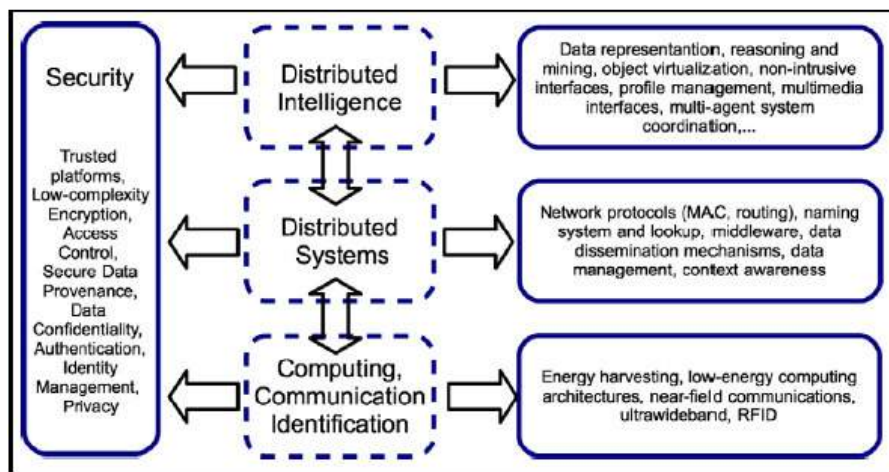 Security
Trusted
platforms,
Low-complexity
Encryption,
Access
Control,
Secure Data
Provenance,
Data
Confidentiality,
Authentication,
Identity
Management,
Privacy
Distributed
Intelligence
Data representantion, reasoning and
mining, object virtualization, non-intrusive
interfaces, profile management, multimedia
interfaces, multi-agent system
coordination,...
Distributed
Systems
Network protocols (MAC, routing), naming
system and lookup, middleware, data
dissemination mechanisms, data
management, context awareness
Computing,
Communication
Identification
Energy harvesting, low-energy computing
architectures, near-field communications,
ultrawideband, RFID